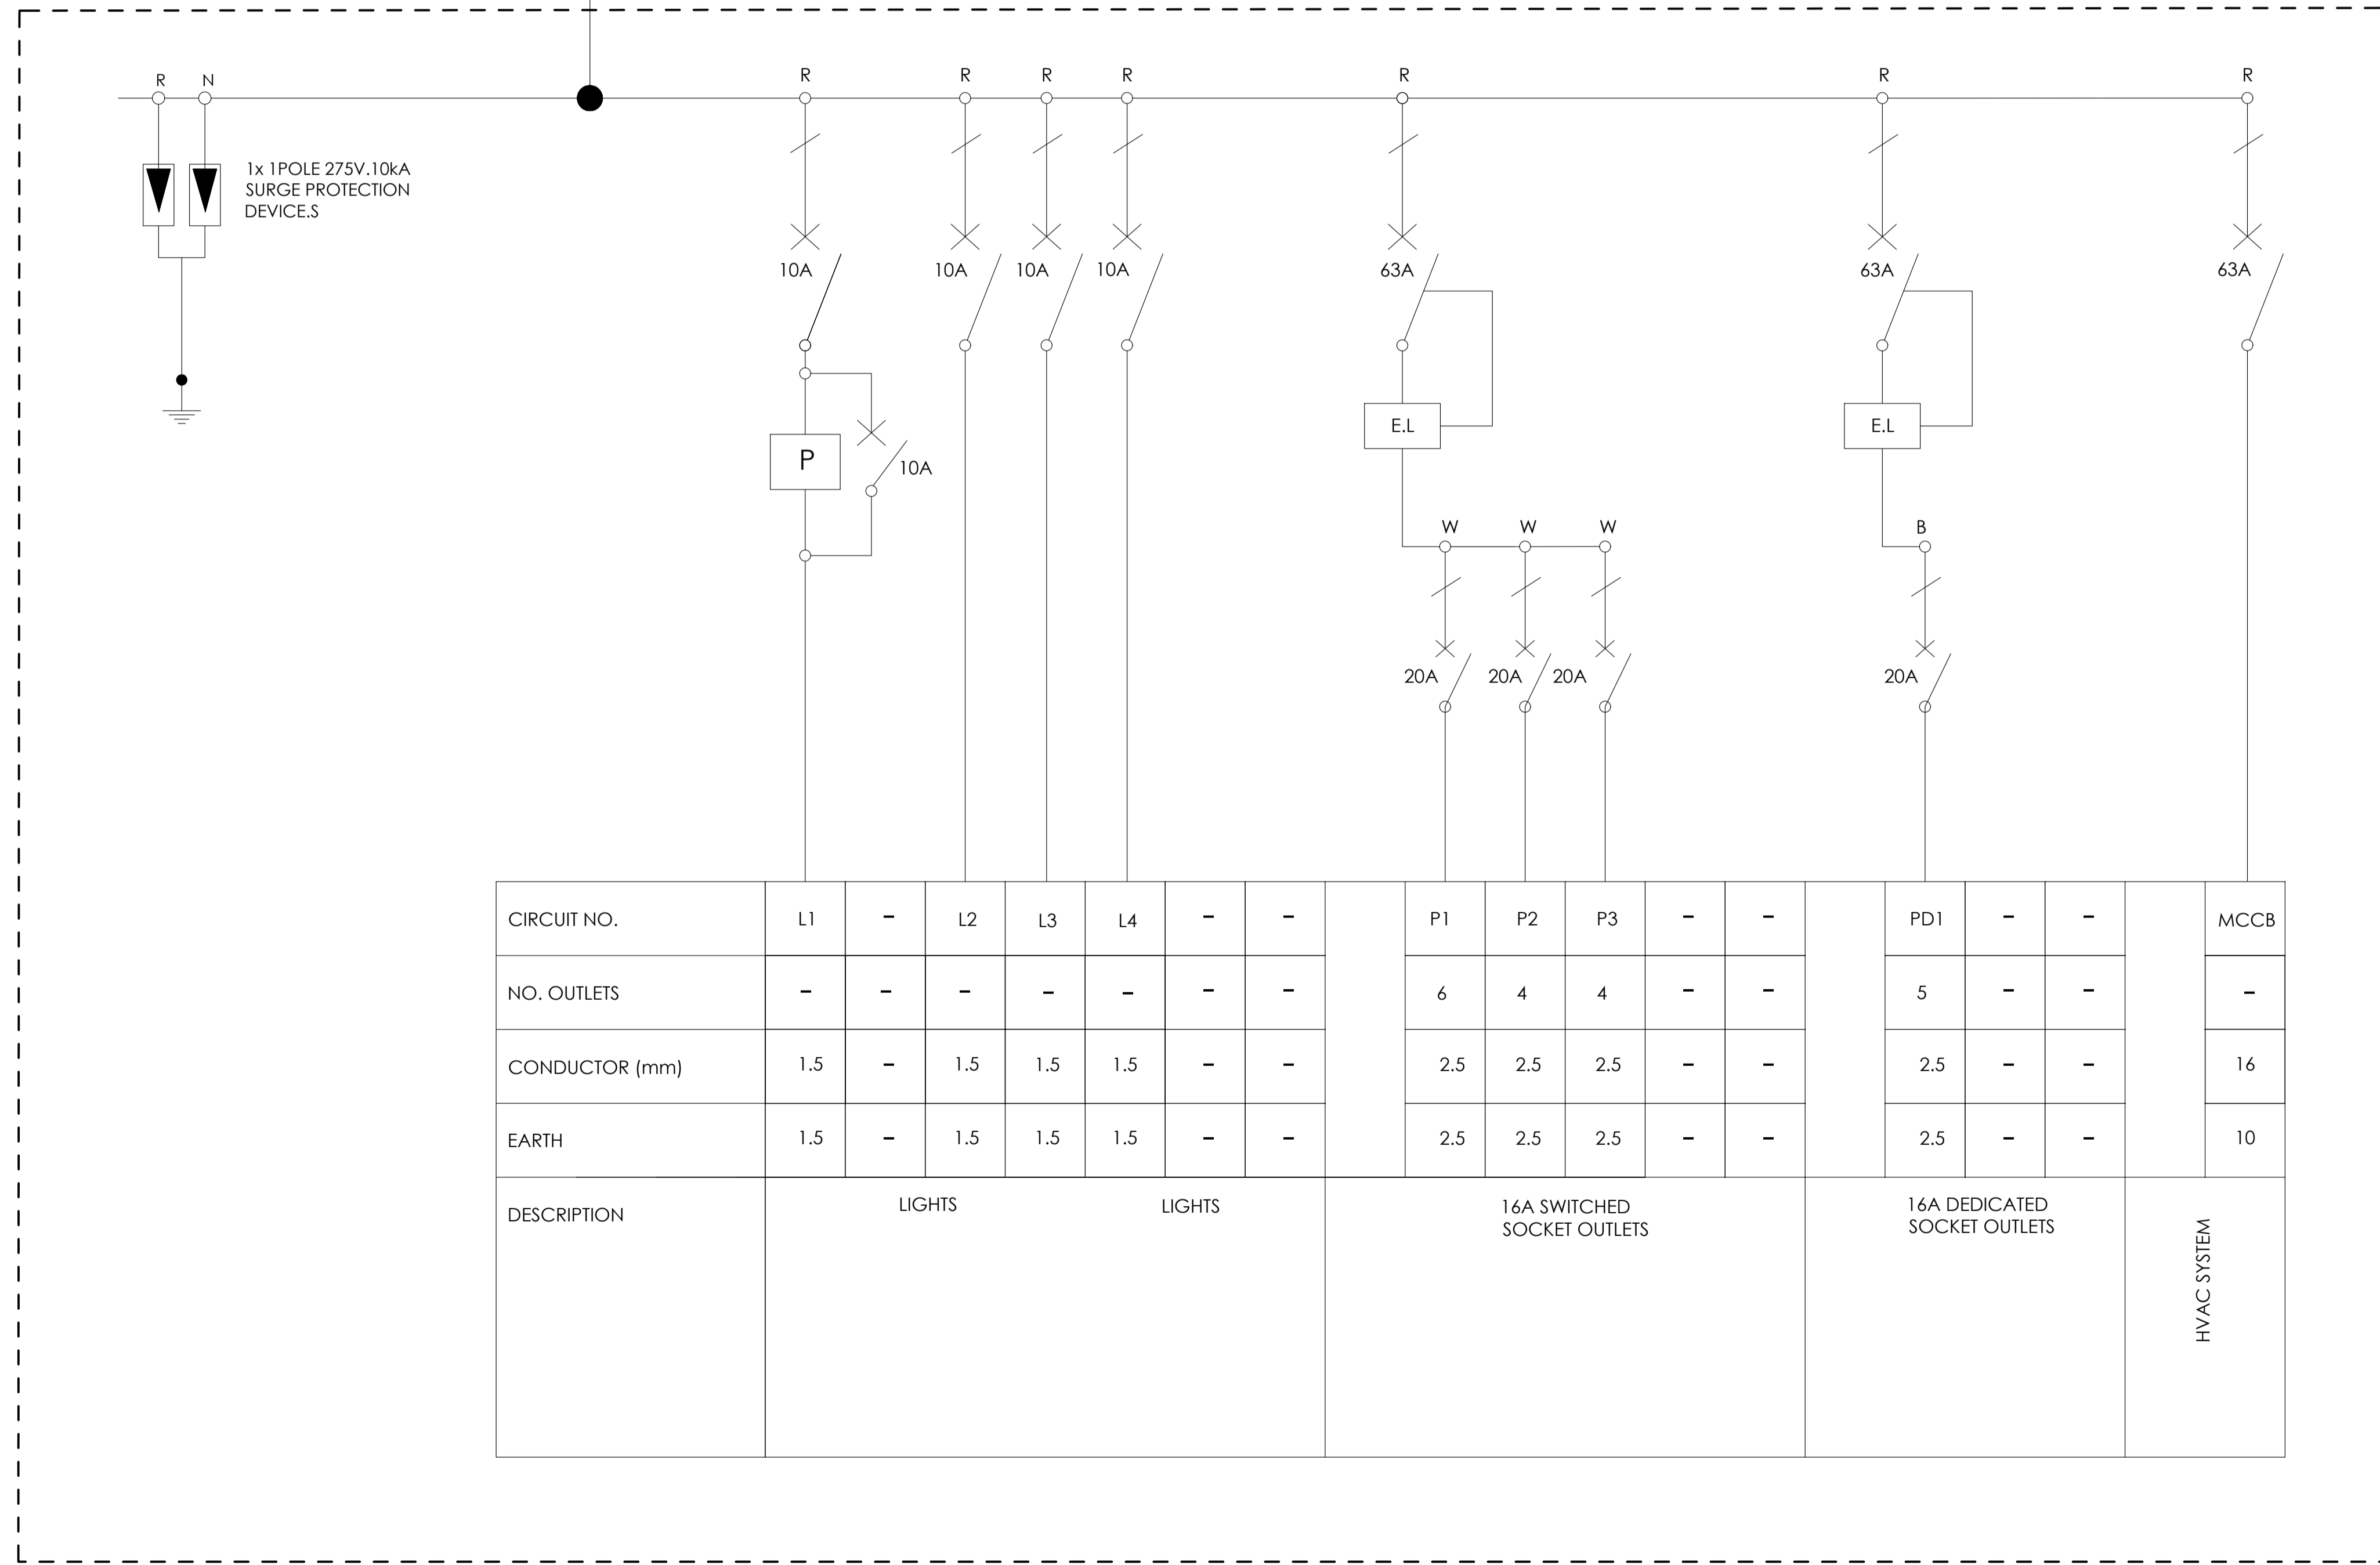 R N R R R R R R R
1x 1POLE 275V.10kA
SURGE PROTECTION
DEVICE.S
10A 10A 10A 10A 63A 63A 63A
E.L E.L
P 10A
W W W B
20A 20A 20A 20A
CIRCUIT NO. L1 - L2 L3 L4 - - P1 P2 P3 - - PD1 - - MCCB
NO. OUTLETS - - - - - - - 6 4 4 - - 5 - - -
CONDUCTOR (mm) 1.5 - 1.5 1.5 1.5 - - 2.5 2.5 2.5 - - 2.5 - - 16
EARTH 1.5 - 1.5 1.5 1.5 - - 2.5 2.5 2.5 - - 2.5 - - 10
DESCRIPTION
LIGHTS
LIGHTS
16A SWITCHED
SOCKET OUTLETS
16A DEDICATED
SOCKET OUTLETS
HVAC SYSTEM